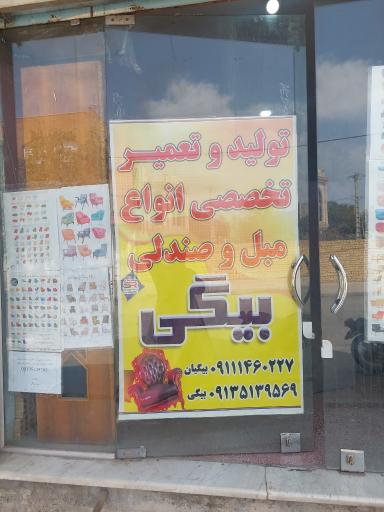 تولید و تعمیر
تخصصی انواع
مبل و صندلی
بیگی
۰۹۱۱۱۴۶۰۲۲۷ بیگیان
۰۹۱۳۵۱۳۹۵۶۹ بیگی